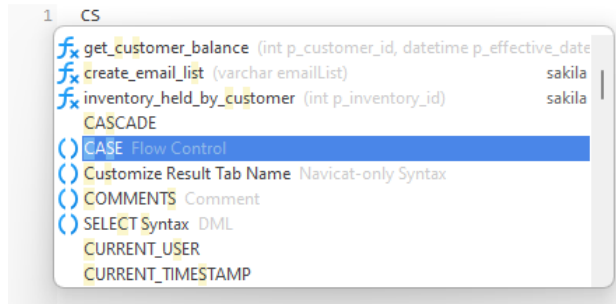 1 CS
get_customer_balance (int p_customer_id, datetime p_effective_date
create_email_list (varchar emailList) sakila
inventory_held_by_customer (int p_inventory_id) sakila
CASCADE
CASE Flow Control
Customize Result Tab Name Navicat-only Syntax
COMMENTS Comment
SELECT Syntax DML
CURRENT_USER
CURRENT_TIMESTAMP